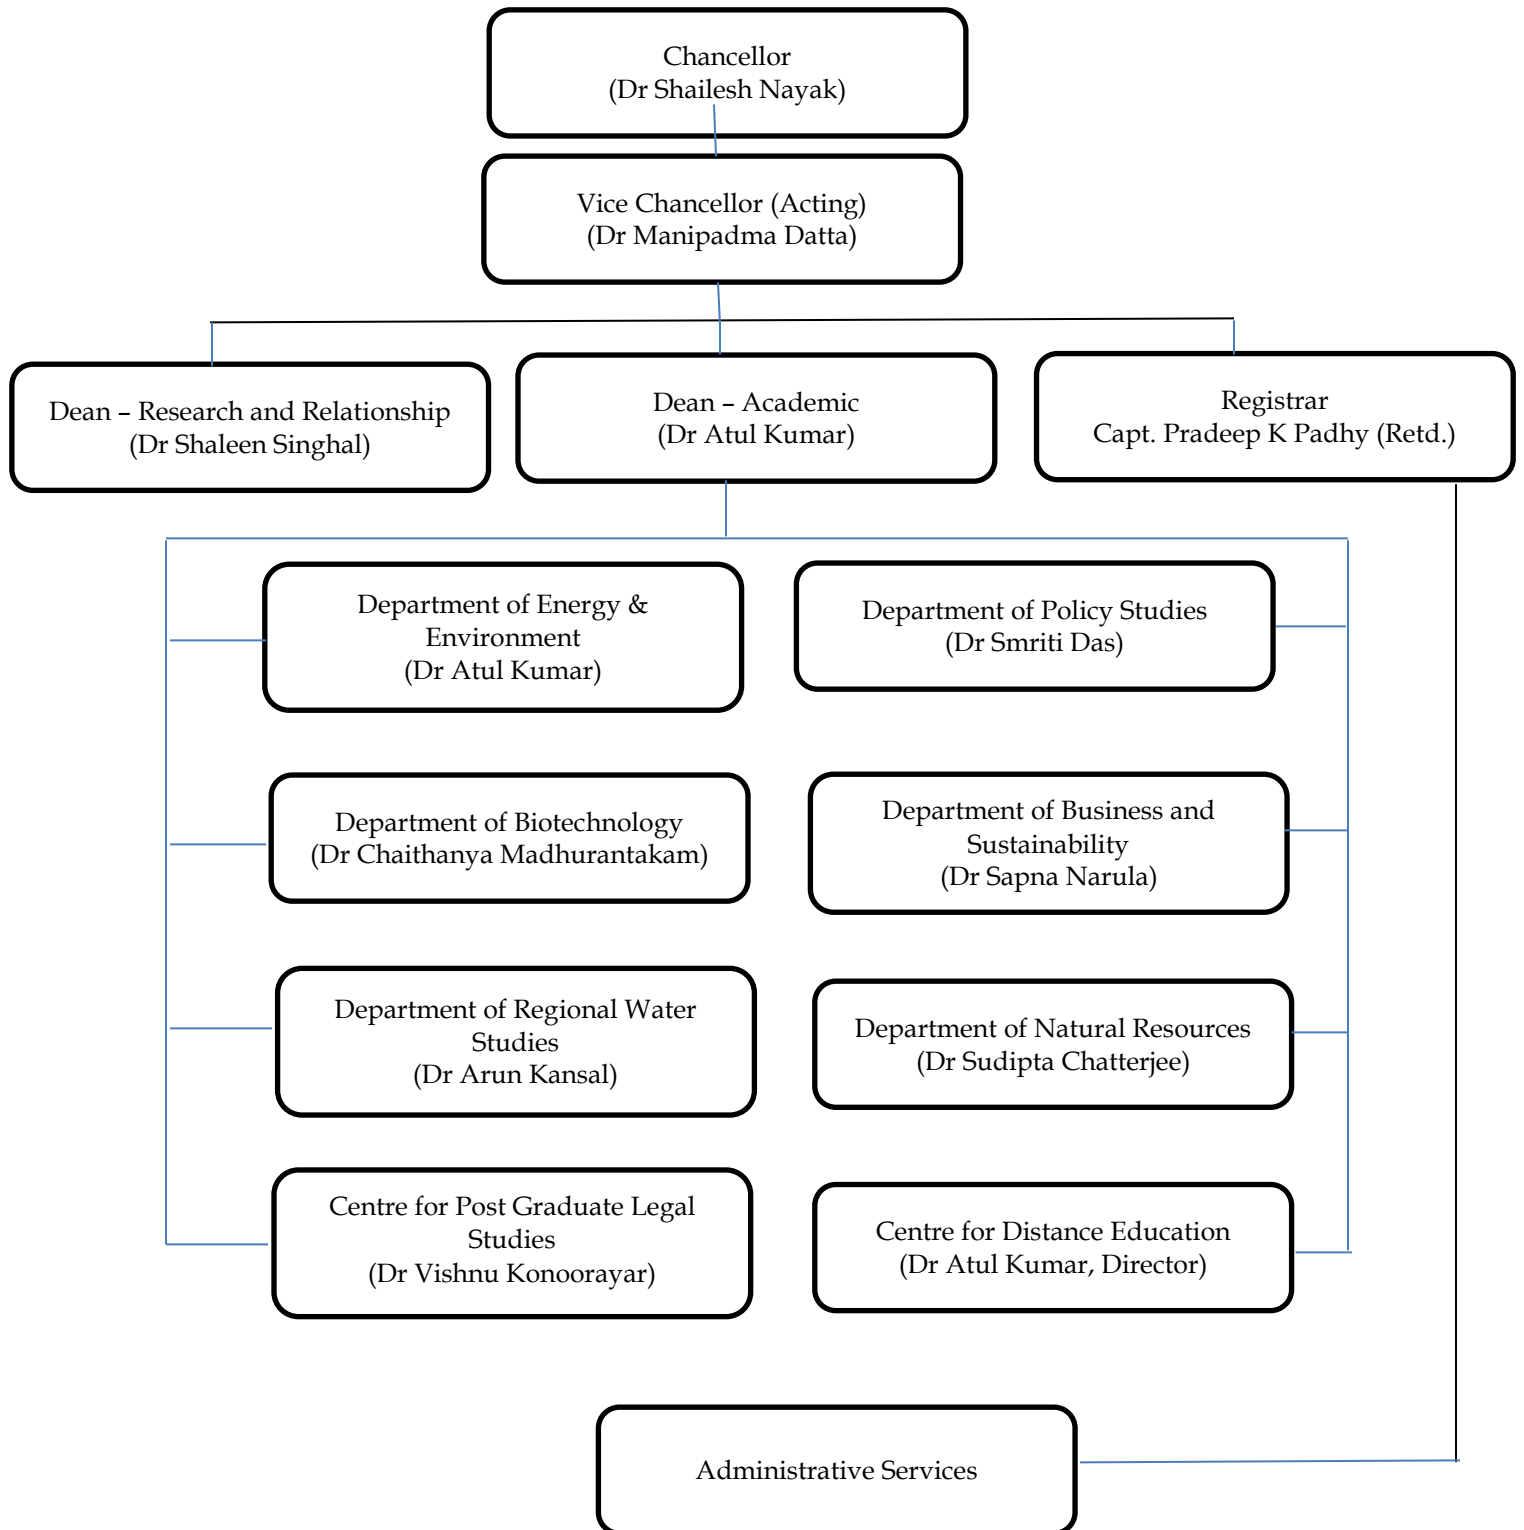 Chancellor
(Dr Shailesh Nayak)
Vice Chancellor (Acting)
(Dr Manipadma Datta)
Dean – Research and Relationship
(Dr Shaleen Singhal)
Dean – Academic
(Dr Atul Kumar)
Registrar
Capt. Pradeep K Padhy (Retd.)
Department of Energy &
Environment
(Dr Atul Kumar)
Department of Policy Studies
(Dr Smriti Das)
Department of Biotechnology
(Dr Chaithanya Madhurantakam)
Department of Business and
Sustainability
(Dr Sapna Narula)
Department of Regional Water
Studies
(Dr Arun Kansal)
Department of Natural Resources
(Dr Sudipta Chatterjee)
Centre for Post Graduate Legal
Studies
(Dr Vishnu Konoorayar)
Centre for Distance Education
(Dr Atul Kumar, Director)
Administrative Services